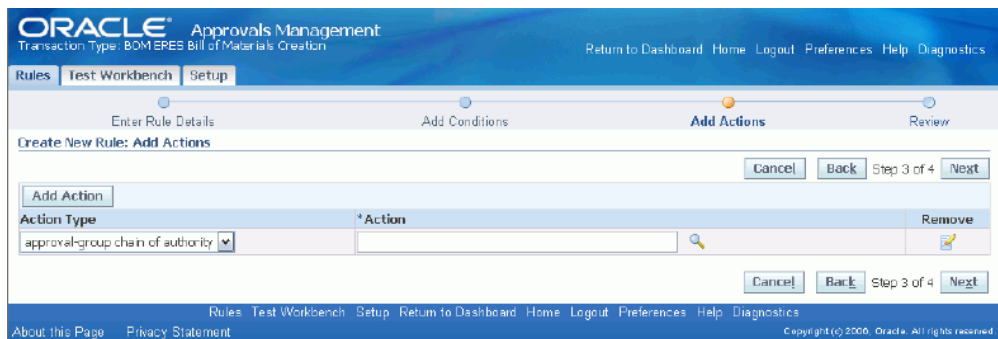 ORACLE® Approvals Management
Transaction Type: BOM ERES Bill of Materials Creation
Return to Dashboard Home Logout Preferences Help Diagnostics
Rules Test Workbench Setup
Enter Rule Details Add Conditions Add Actions Review
Create New Rule: Add Actions
Cancel Back Step 3 of 4 Next
Add Action
Action Type *Action Remove
approval-group chain of authority
Cancel Back Step 3 of 4 Next
Rules Test Workbench Setup Return to Dashboard Home Logout Preferences Help Diagnostics
About this Page Privacy Statement Copyright (c) 2006, Oracle. All rights reserved.